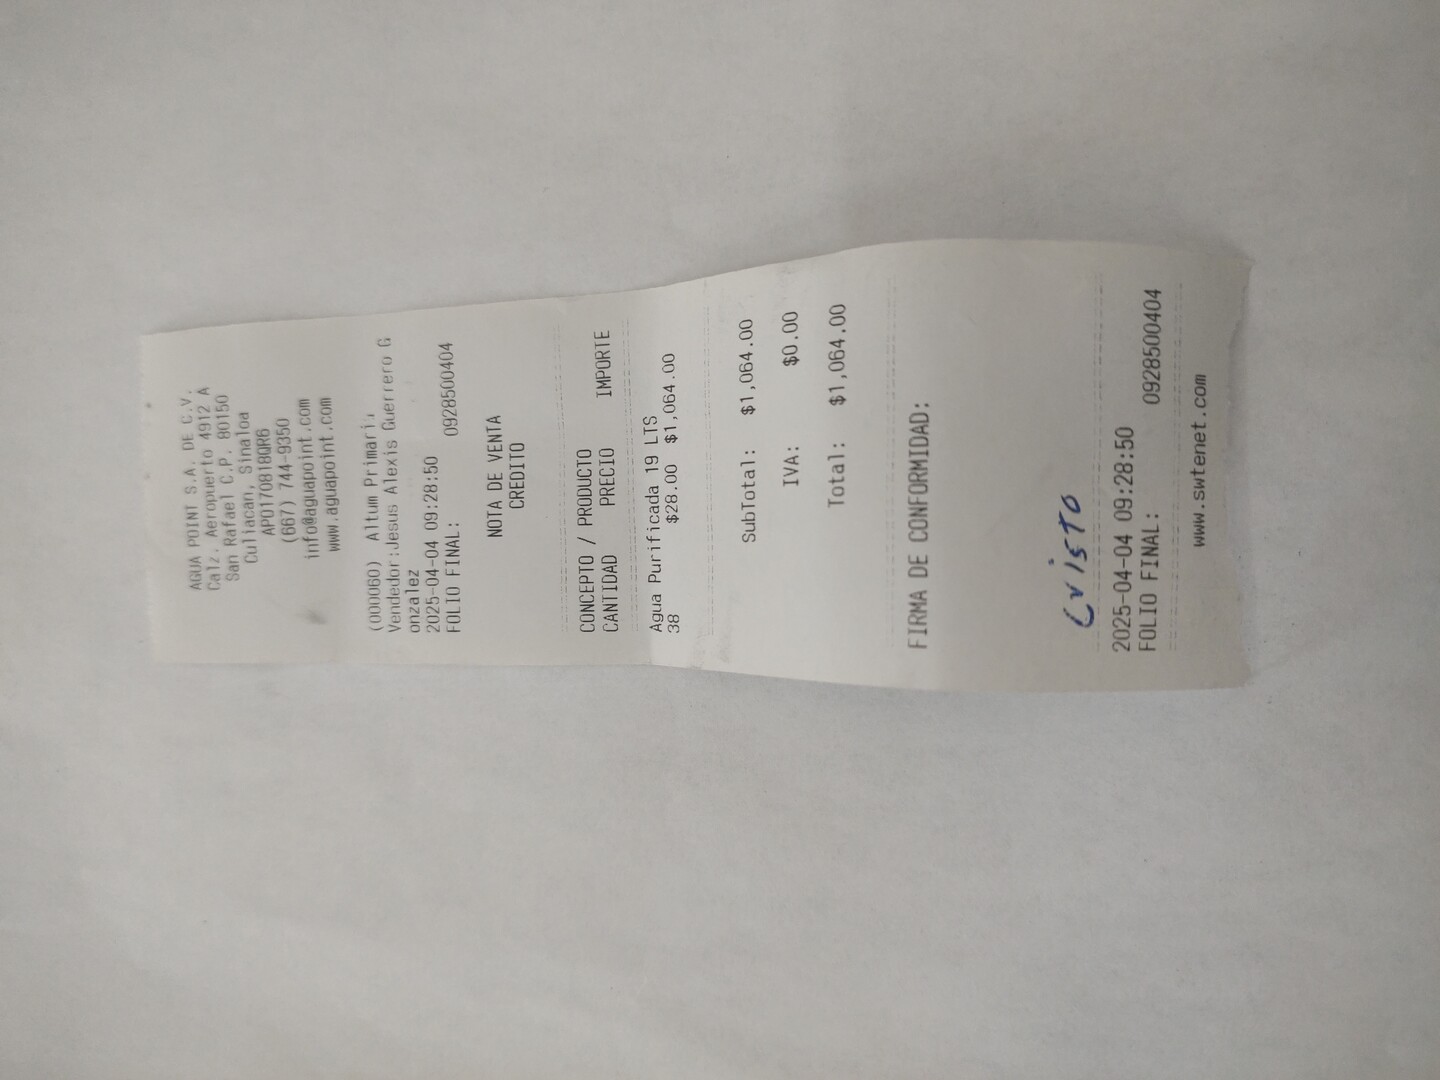 AGUA POINT S.A. DE C.V.
Calz. Aeropuerto 4912 A
San Rafael C.P. 80150
Culiacan, Sinaloa
APO170818QR6
(667) 744-9350
info@aguapoint.com
www.aguapoint.com
(000060) Altum Primari
Vendedor:Jesus Alexis Guerrero G
onzalez
2025-04-04 09:28:50
FOLIO FINAL: 0928500404
NOTA DE VENTA
CREDITO
CONCEPTO / PRODUCTO
CANTIDAD PRECIO IMPORTE
Agua Purificada 19 LTS
38 $28.00 $1,064.00
SubTotal: $1,064.00
IVA: $0.00
Total: $1,064.00
FIRMA DE CONFORMIDAD:
Cristo
2025-04-04 09:28:50
FOLIO FINAL: 0928500404
www.swtenet.com